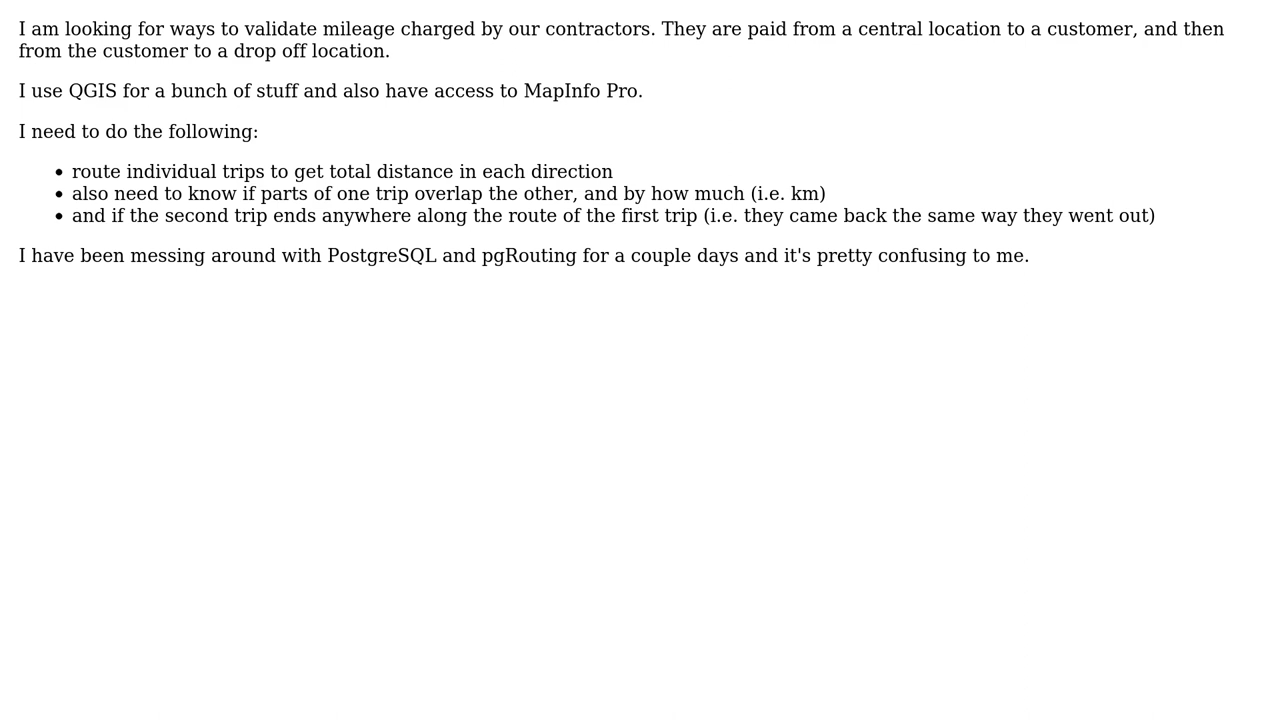 I am looking for ways to validate mileage charged by our contractors. They are paid from a central location to a customer, and then
from the customer to a drop off location.
I use QGIS for a bunch of stuff and also have access to MapInfo Pro.
I need to do the following:
• route individual trips to get total distance in each direction
• also need to know if parts of one trip overlap the other, and by how much (i.e. km)
• and if the second trip ends anywhere along the route of the first trip (i.e. they came back the same way they went out)
I have been messing around with PostgreSQL and pgRouting for a couple days and it's pretty confusing to me.